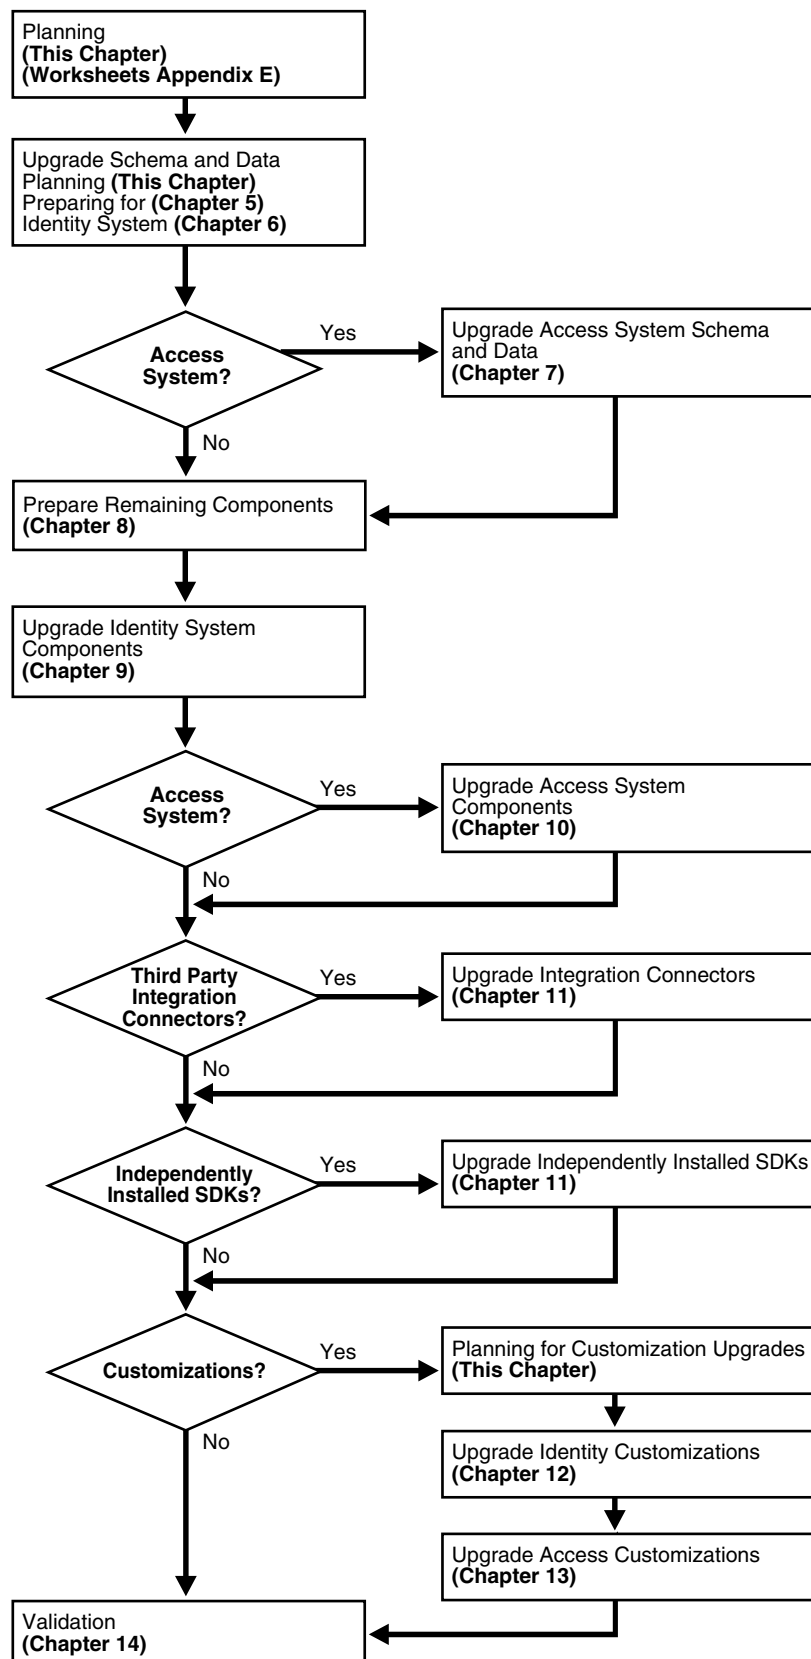 Planning
(This Chapter)
(Worksheets Appendix E)
Upgrade Schema and Data
Planning (This Chapter)
Preparing for (Chapter 5)
Identity System (Chapter 6)
Access
System?
Yes
Upgrade Access System Schema
and Data
(Chapter 7)
No
Prepare Remaining Components
(Chapter 8)
Upgrade Identity System
Components
(Chapter 9)
Access
System?
Yes
Upgrade Access System
Components
(Chapter 10)
No
Third Party
Integration
Connectors?
Yes
Upgrade Integration Connectors
(Chapter 11)
No
Independently
Installed SDKs?
Yes
Upgrade Independently Installed SDKs
(Chapter 11)
No
Customizations?
Yes
Planning for Customization Upgrades
(This Chapter)
No
Upgrade Identity Customizations
(Chapter 12)
Upgrade Access Customizations
(Chapter 13)
Validation
(Chapter 14)